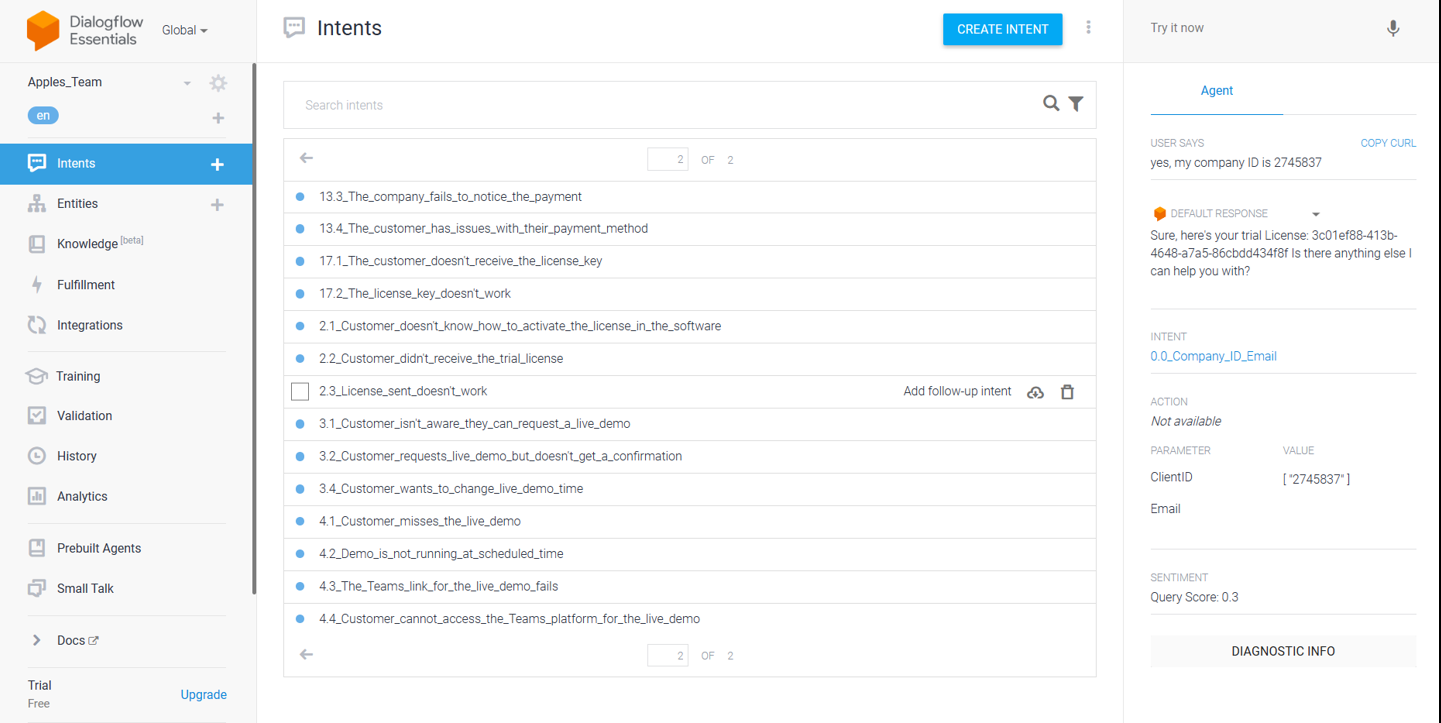 Dialogflow
Essentials
Global
Apples_Team
en
Intents
Entities
Knowledge [beta]
Fulfillment
Integrations
Training
Validation
History
Analytics
Prebuilt Agents
Small Talk
Docs
Trial
Free
Upgrade
Intents
CREATE INTENT
Search intents
2 OF 2
13.3_The_company_fails_to_notice_the_payment
13.4_The_customer_has_issues_with_their_payment_method
17.1_The_customer_doesn't_receive_the_license_key
17.2_The_license_key_doesn't_work
2.1_Customer_doesn't_know_how_to_activate_the_license_in_the_software
2.2_Customer_didn't_receive_the_trial_license
2.3_License_sent_doesn't_work Add follow-up intent
3.1_Customer_isn't_aware_they_can_request_a_live_demo
3.2_Customer_requests_live_demo_but_doesn't_get_a_confirmation
3.4_Customer_wants_to_change_live_demo_time
4.1_Customer_misses_the_live_demo
4.2_Demo_is_not_running_at_scheduled_time
4.3_The_Teams_link_for_the_live_demo_fails
4.4_Customer_cannot_access_the_Teams_platform_for_the_live_demo
2 OF 2
Try it now
Agent
USER SAYS COPY CURL
yes, my company ID is 2745837
DEFAULT RESPONSE
Sure, here's your trial License: 3c01ef88-413b-
4648-a7a5-86cbdd434f8f Is there anything else I
can help you with?
INTENT
0.0_Company_ID_Email
ACTION
Not available
PARAMETER VALUE
ClientID [ "2745837" ]
Email
SENTIMENT
Query Score: 0.3
DIAGNOSTIC INFO